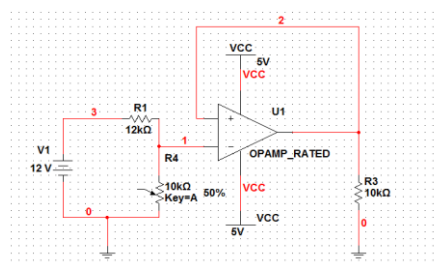 2
VCC
5V
VCC
U1
3
R1
12kΩ
+
1
−
OPAMP_RATED
R4
V1
12 V
10kΩ
Key=A
50%
R3
10kΩ
VCC
VCC
5V
0
0